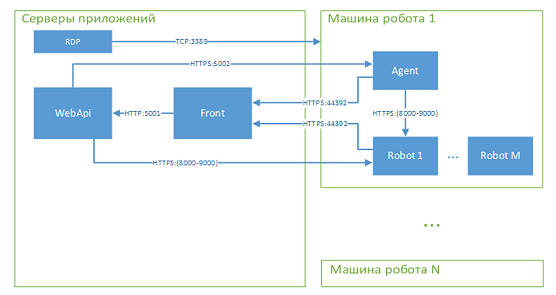 Серверы приложений
Машина робота 1
RDP
TCP:3389
HTTPS:5002
Agent
WebApi
Front
HTTP:5001
HTTPS:44392
HTTPS:(8000-9000)
HTTPS:44392
HTTPS:(8000-9000)
Robot 1
...
Robot M
...
Машина робота N